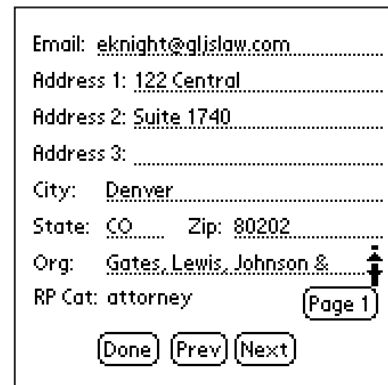 Email: eknight@gljslaw.com
Address 1: 122 Central
Address 2: Suite 1740
Address 3:
City: Denver
State: CO Zip: 80202
Org: Gates, Lewis, Johnson &
RP Cat: attorney Page 1
Done Prev Next